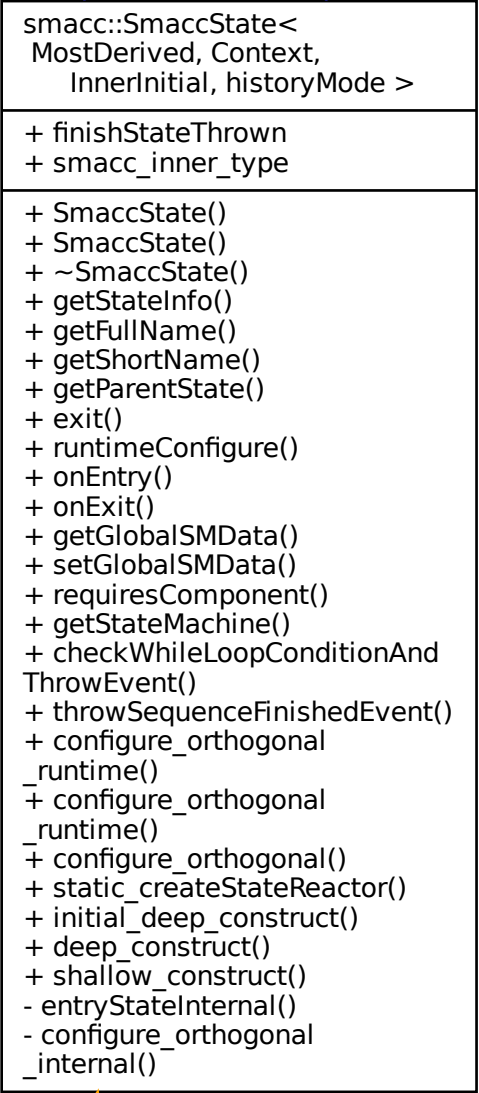 smacc::SmaccState<
MostDerived, Context,
InnerInitial, historyMode >
+ finishStateThrown
+ smacc_inner_type
+ SmaccState()
+ SmaccState()
+ ~SmaccState()
+ getStateInfo()
+ getFullName()
+ getShortName()
+ getParentState()
+ exit()
+ runtimeConfigure()
+ onEntry()
+ onExit()
+ getGlobalSMData()
+ setGlobalSMData()
+ requiresComponent()
+ getStateMachine()
+ checkWhileLoopConditionAnd
ThrowEvent()
+ throwSequenceFinishedEvent()
+ configure_orthogonal
_runtime()
+ configure_orthogonal
_runtime()
+ configure_orthogonal()
+ static_createStateReactor()
+ initial_deep_construct()
+ deep_construct()
+ shallow_construct()
- entryStateInternal()
- configure_orthogonal
_internal()